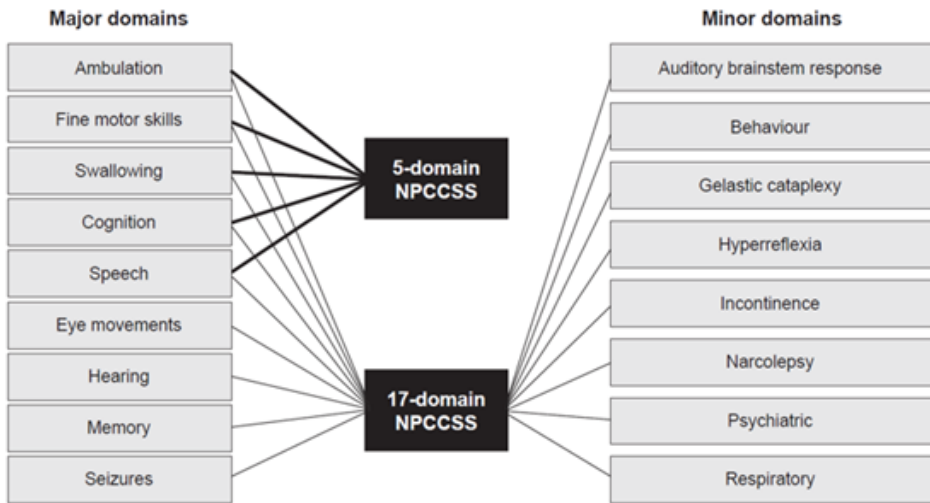 Major domains
Minor domains
Ambulation
Fine motor skills
Swallowing
Cognition
Speech
Eye movements
Hearing
Memory
Seizures
5-domain
NPCCSS
17-domain
NPCCSS
Auditory brainstem response
Behaviour
Gelastic cataplexy
Hyperreflexia
Incontinence
Narcolepsy
Psychiatric
Respiratory